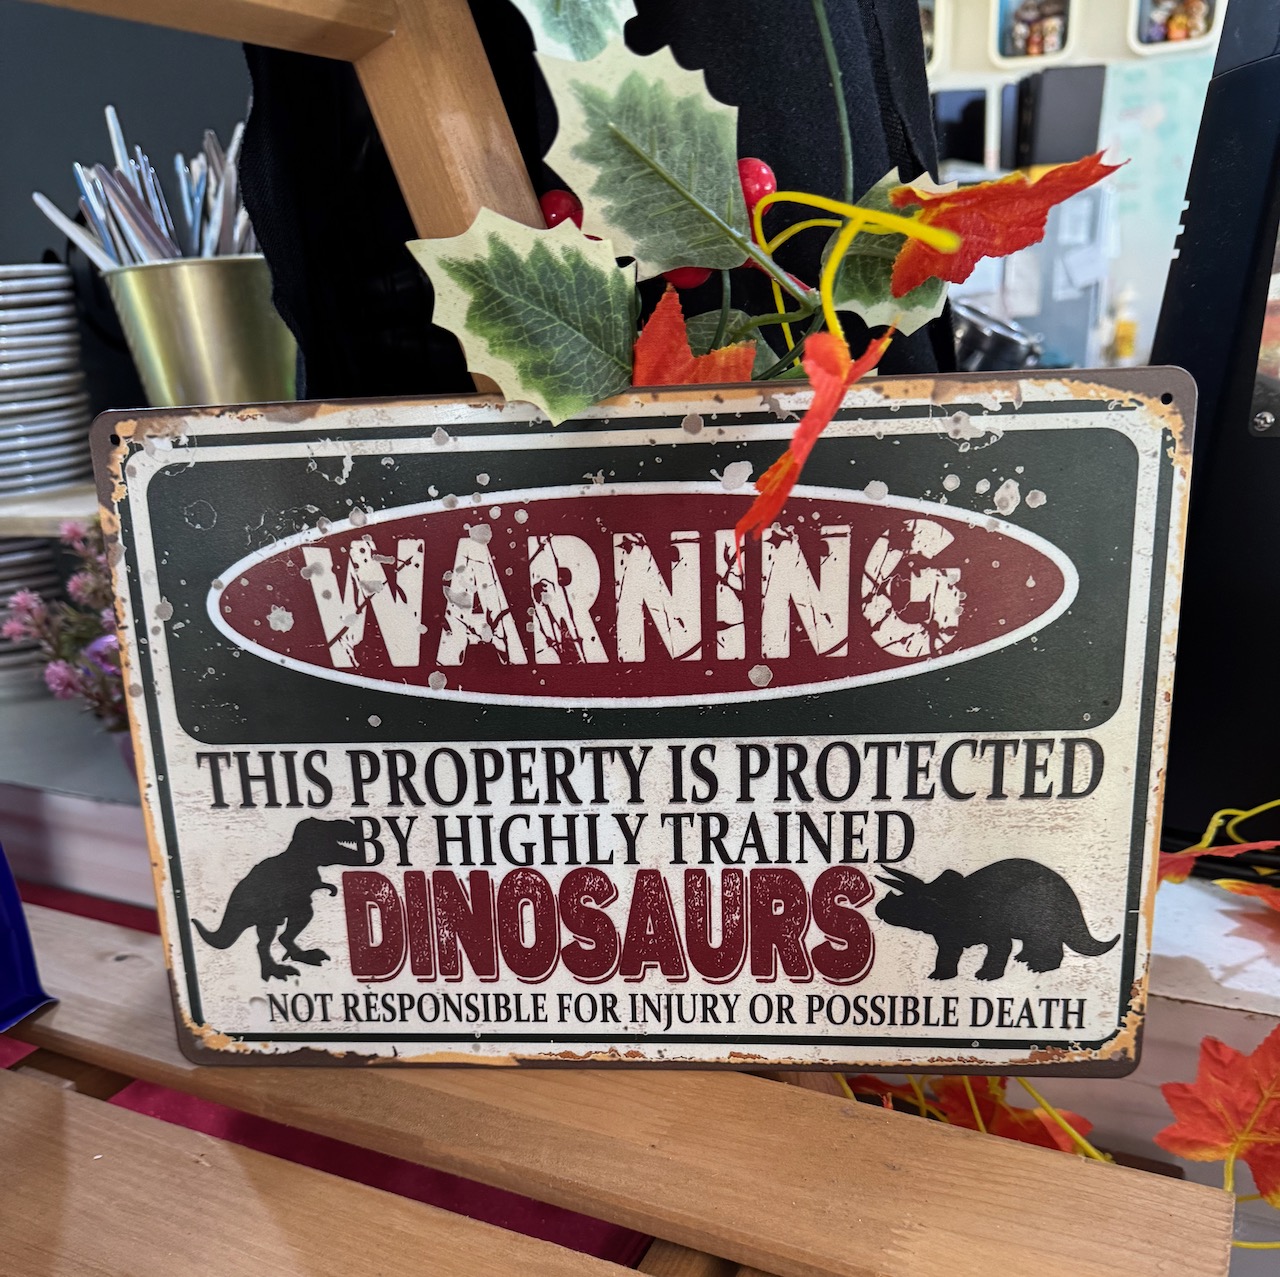 WARNING
THIS PROPERTY IS PROTECTED
BY HIGHLY TRAINED
DINOSAURS
NOT RESPONSIBLE FOR INJURY OR POSSIBLE DEATH